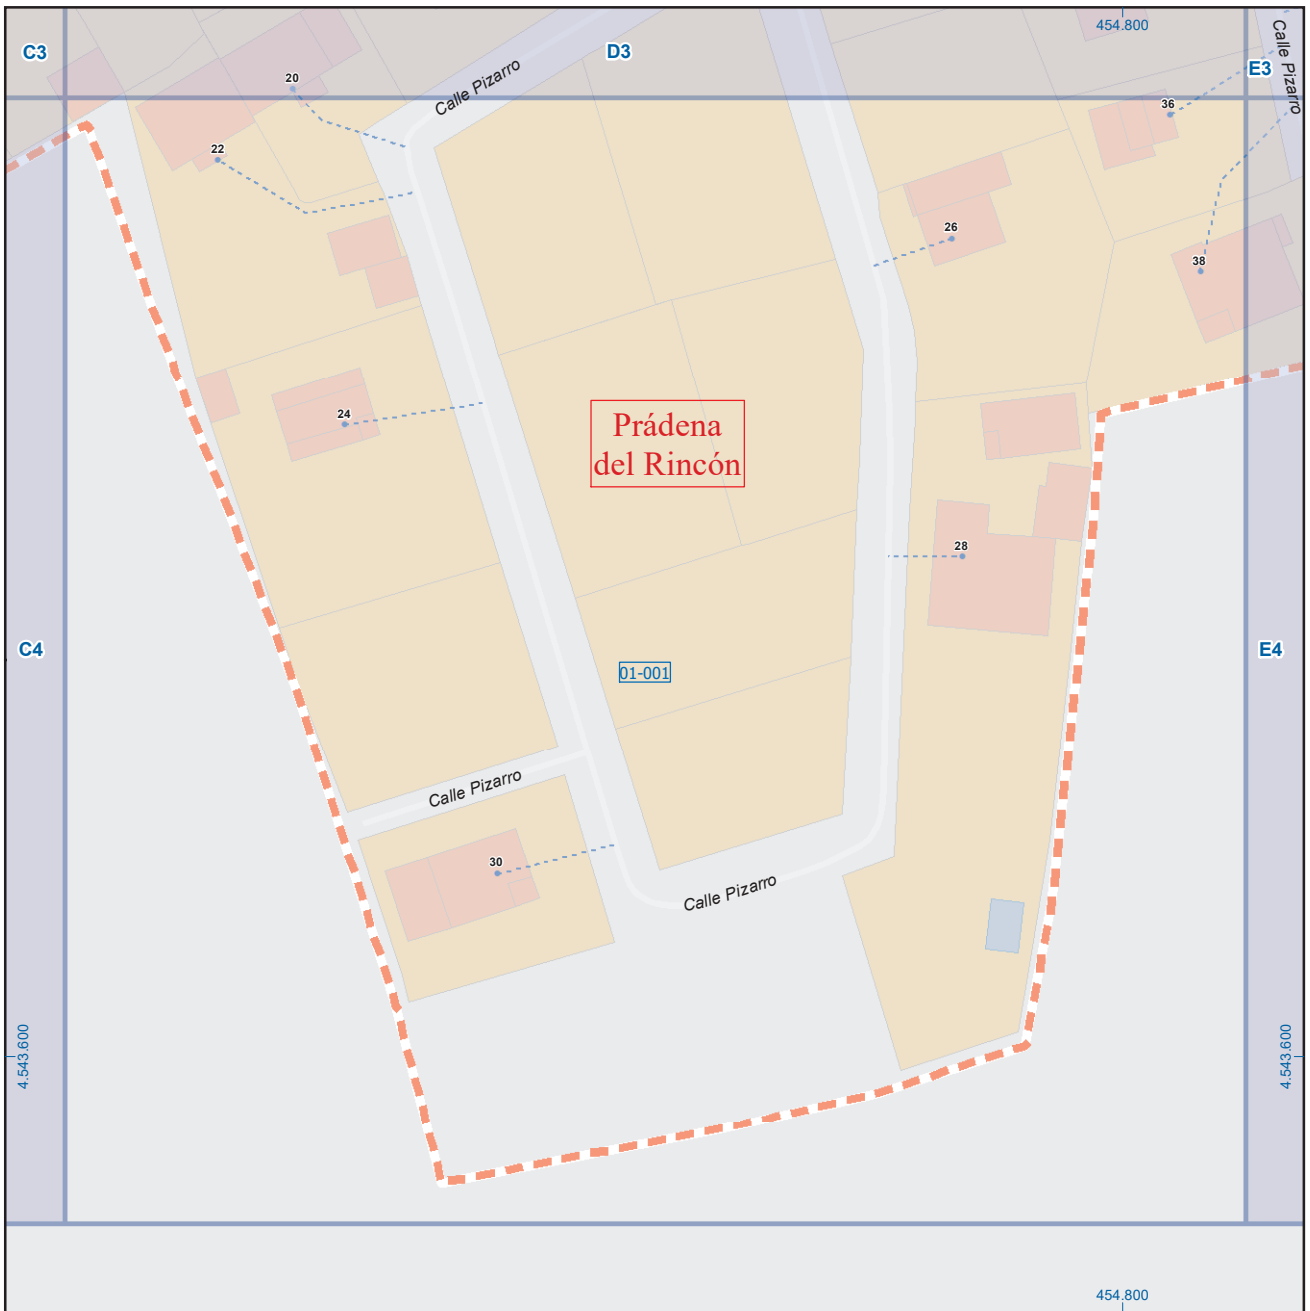 454.800
C3
D3
E3
Calle Pizarro
Calle Pizarro
20
36
22
26
38
24
Prádena
del Rincón
28
C4
E4
01-001
Calle Pizarro
30
Calle Pizarro
4.543.600
4.543.600
454.800